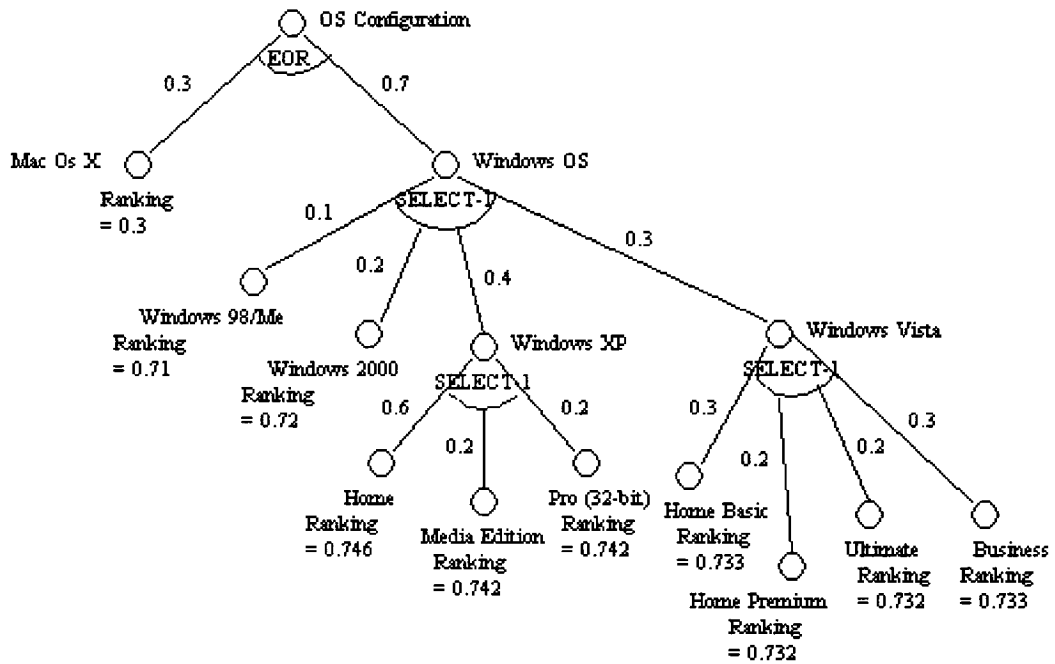 OS Configuration
EOR
0.3
0.7
Mac Os X
Ranking
= 0.3
Windows OS
SELECT-1
0.1
0.2
0.4
0.3
Windows 98/Me
Ranking
= 0.71
Windows 2000
Ranking
= 0.72
Windows XP
SELECT-1
0.6
0.2
0.2
Home
Ranking
= 0.746
Media Edition
Ranking
= 0.742
Pro (32-bit)
Ranking
= 0.742
Windows Vista
SELECT-1
0.3
0.2
0.2
0.3
Home Basic
Ranking
= 0.733
Home Premium
Ranking
= 0.732
Ultimate
Ranking
= 0.732
Business
Ranking
= 0.733